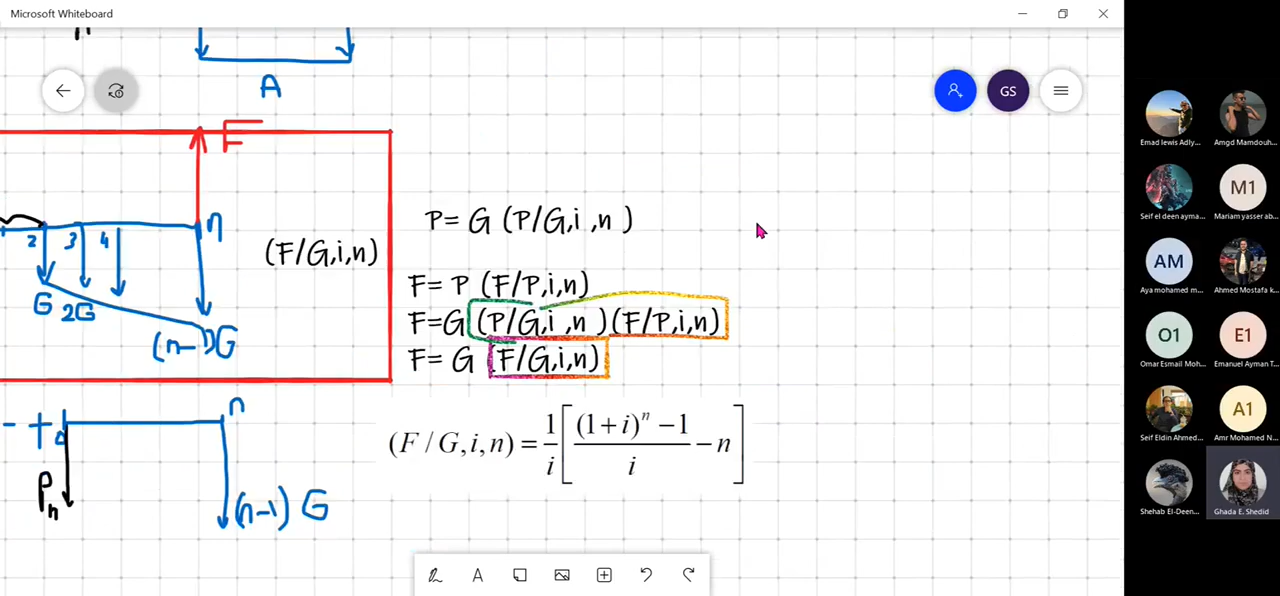 Microsoft Whiteboard
A
GS
F
n
2 3 4
(F/G,i,n)
G 2G
(n-1)G
P= G (P/G,i ,n )
F= P (F/P,i,n)
F=G (P/G,i ,n )(F/P,i,n)
F= G (F/G,i,n)
(F / G, i, n) = 1/i [ ((1+i)^n −1)/i − n ]
n
Pn
(n-1) G
A
Emad lewis Adly...
Amgd Mamdouh...
Seif el deen ayma...
M1
Mariam yasser ab...
AM
Aya mohamed m...
Ahmed Mostafa k...
O1
Omar Esmail Moh...
E1
Emanuel Ayman T...
Seif Eldin Ahmed...
A1
Amr Mohamed N...
Shehab El-Deen...
Ghada E. Shedid